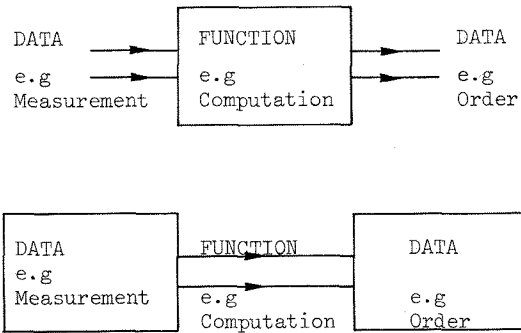 DATA FUNCTION DATA
e.g e.g e.g
Measurement Computation Order
DATA FUNCTION DATA
e.g
Measurement e.g e.g
Computation Order